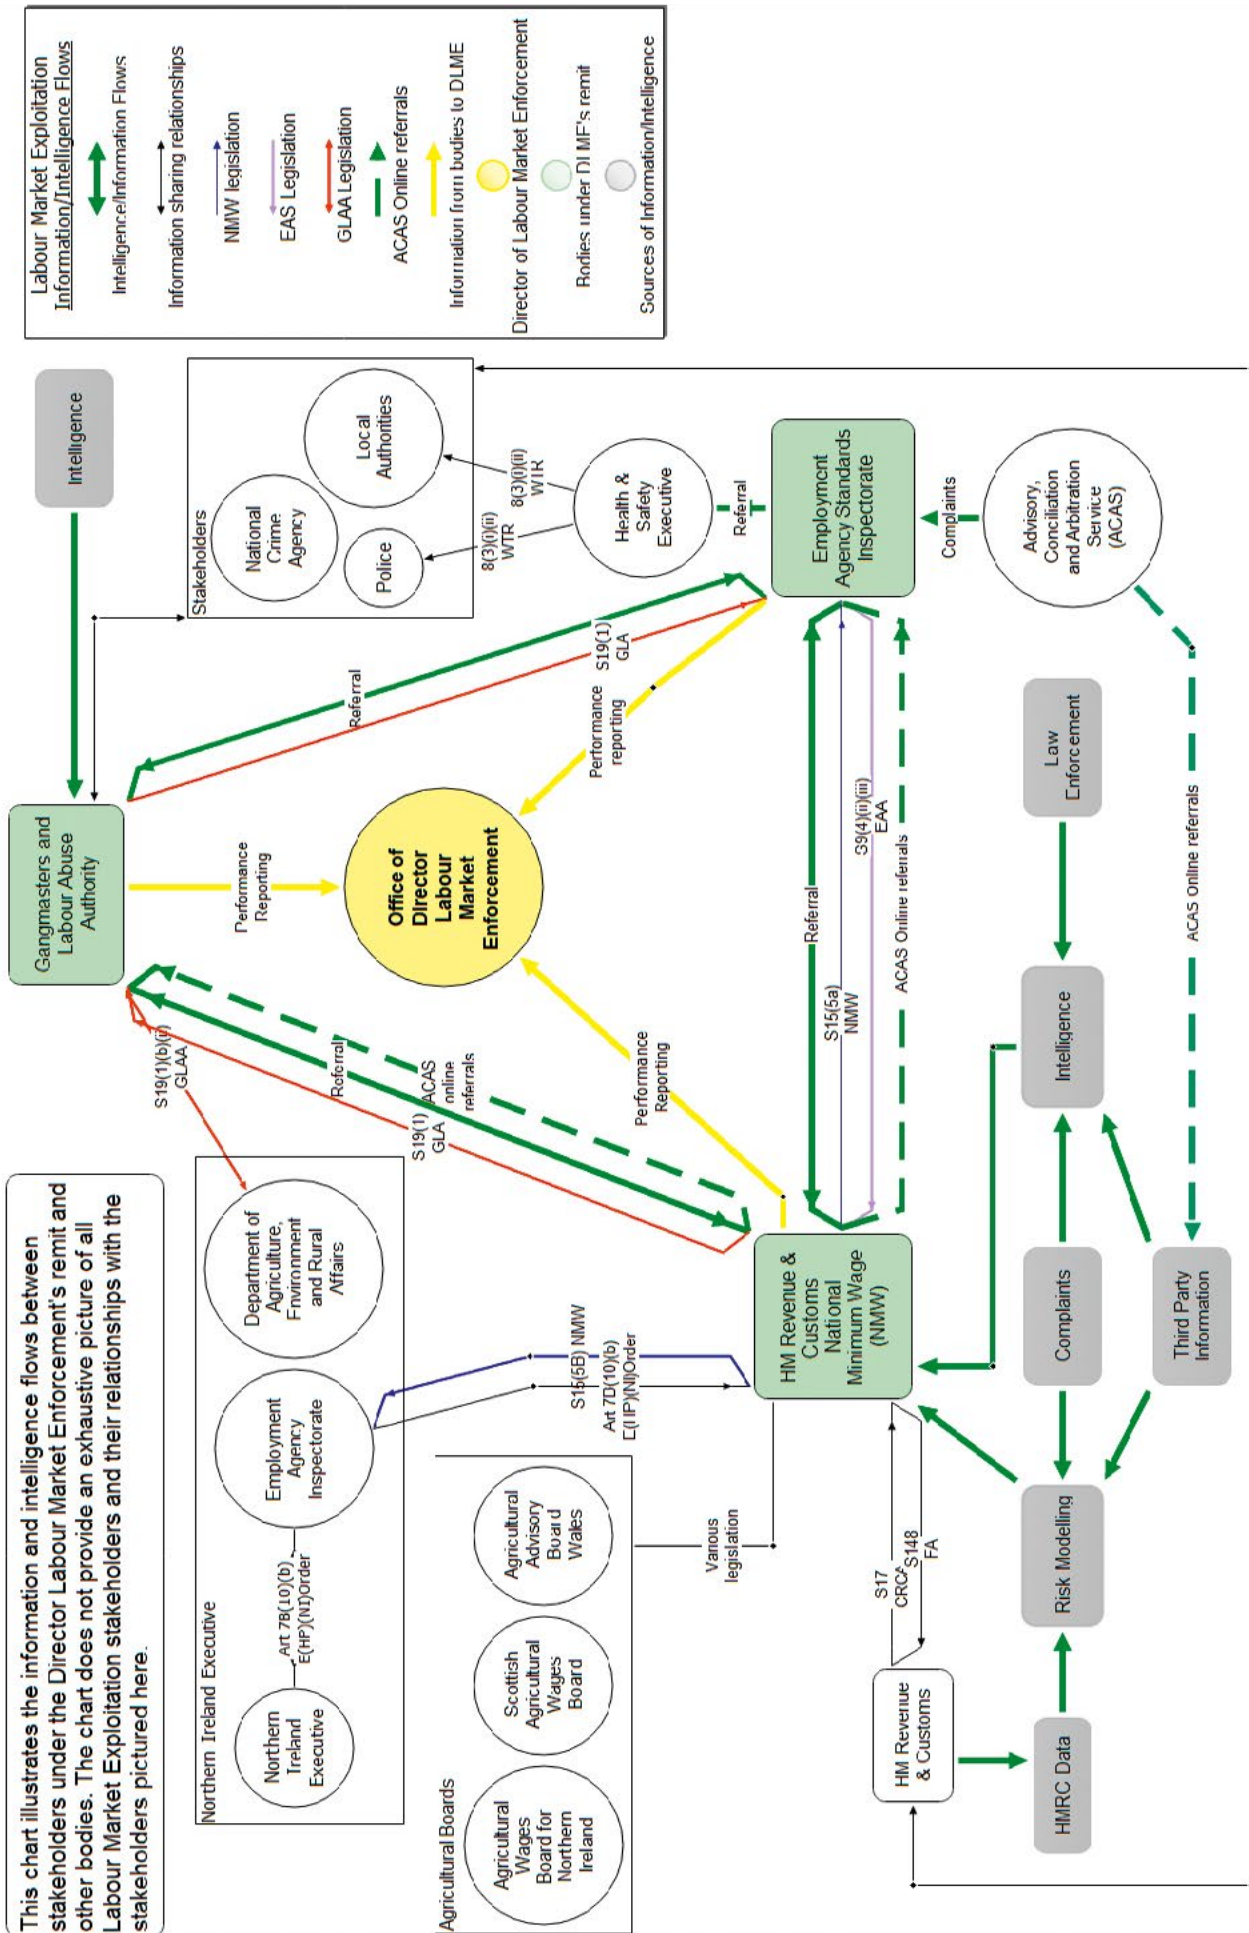 This chart illustrates the information and intelligence flows between
stakeholders under the Director Labour Market Enforcement's remit and
other bodies. The chart does not provide an exhaustive picture of all
Labour Market Exploitation stakeholders and their relationships with the
stakeholders pictured here.
Gangmasters and
Labour Abuse
Authority
Intelligence
Labour Market Exploitation
Information/Intelligence Flows
Intelligence/Information Flows
Information sharing relationships
NMW legislation
EAS Legislation
GLAA Legislation
ACAS Online referrals
Information from bodies to DLME
Director of Labour Market Enforcement
Bodies under DLME's remit
Sources of Information/Intelligence
Northern Ireland Executive
Northern
Ireland
Executive
Art 7B(10)(b)
E(HP)(NI)Order
Employment
Agency
Inspectorate
Department of
Agriculture,
Environment
and Rural
Affairs
S19(1)(b)(i)
GLAA
Referral
ACAS
online
referrals
S19(1)
GLA
Performance
Reporting
Office of
Director
Labour
Market
Enforcement
Referral
S19(1)
GLA
Performance
reporting
Stakeholders
National
Crime
Agency
Police
Local
Authorities
8(3)(i)(ii)
WTR
8(3)(i)(ii)
WIR
Health &
Safety
Executive
Referral
Agricultural Boards
Agricultural
Wages
Board for
Northern
Ireland
Scottish
Agricultural
Wages
Board
Agricultural
Advisory
Board
Wales
S15(5B) NMW
Art 7D(10)(b)
Various
legislation
Performance
Reporting
HM Revenue &
Customs
National
Minimum Wage
(NMW)
Referral
S15(5a)
NMW
S9(4)(ii)(iii)
EAA
ACAS Online referrals
Employment
Agency Standards
Inspectorate
Complaints
Advisory,
Conciliation
and Arbitration
Service
(ACAS)
HM Revenue
& Customs
S17
CRCA
S148
FA
HMRC Data
Risk Modelling
Complaints
Intelligence
Law
Enforcement
Third Party
Information
ACAS Online referrals